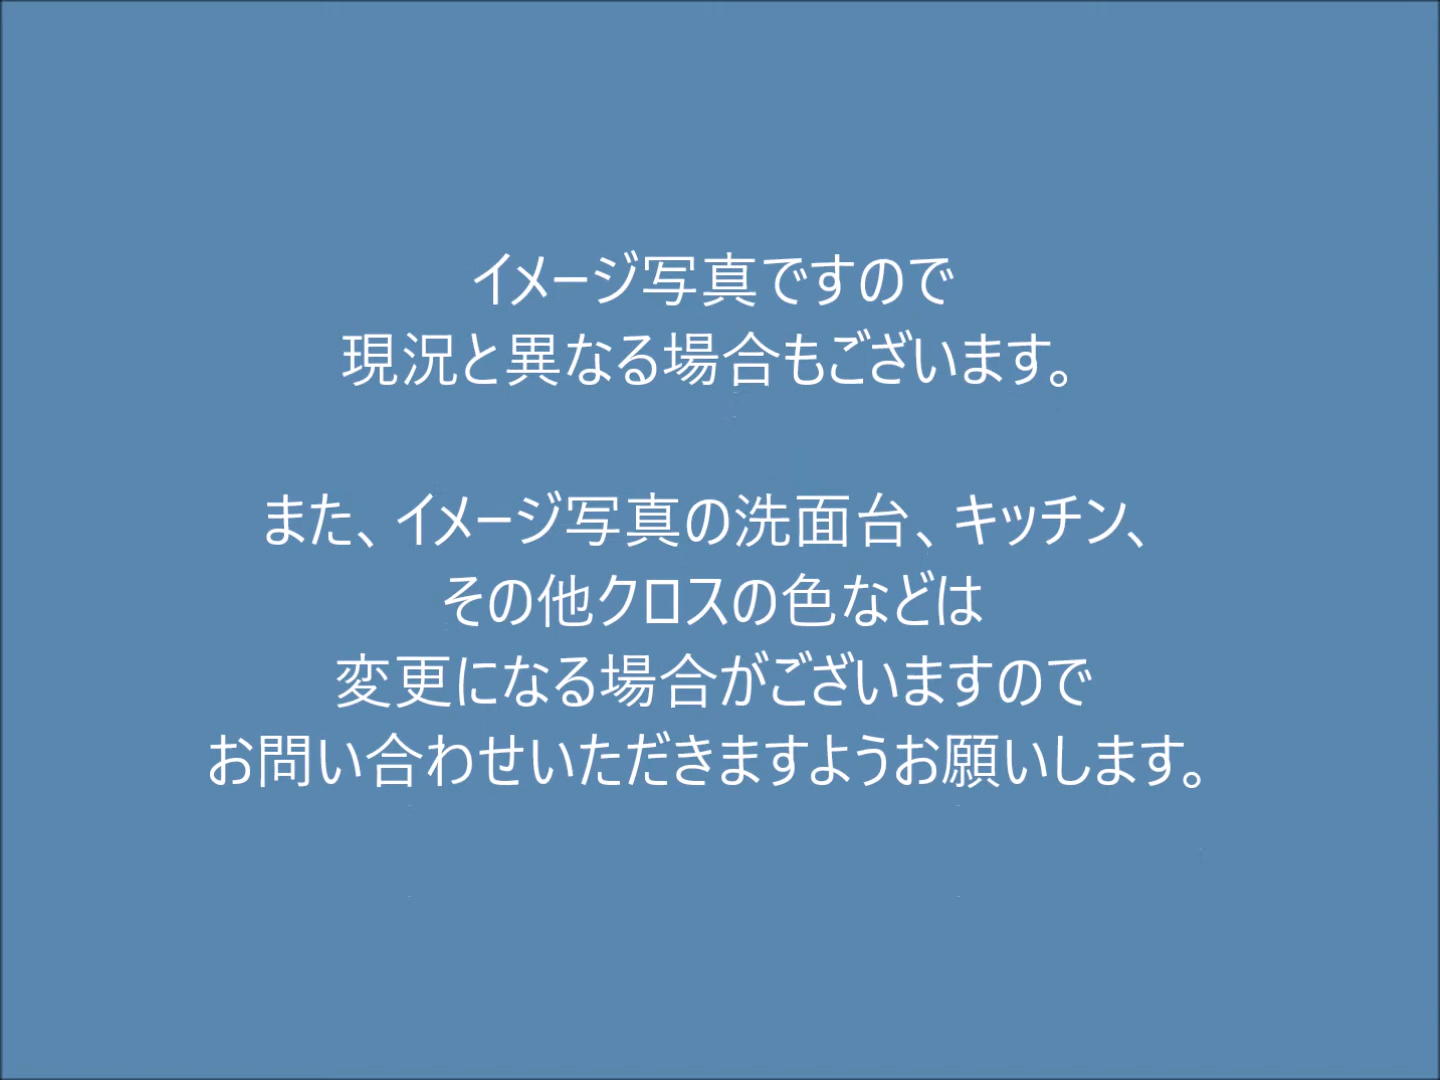 イメージ写真ですので
現況と異なる場合もございます。
また、イメージ写真の洗面台、キッチン、
その他クロスの色などは
変更になる場合がございますので
お問い合わせいただきますようお願いします。